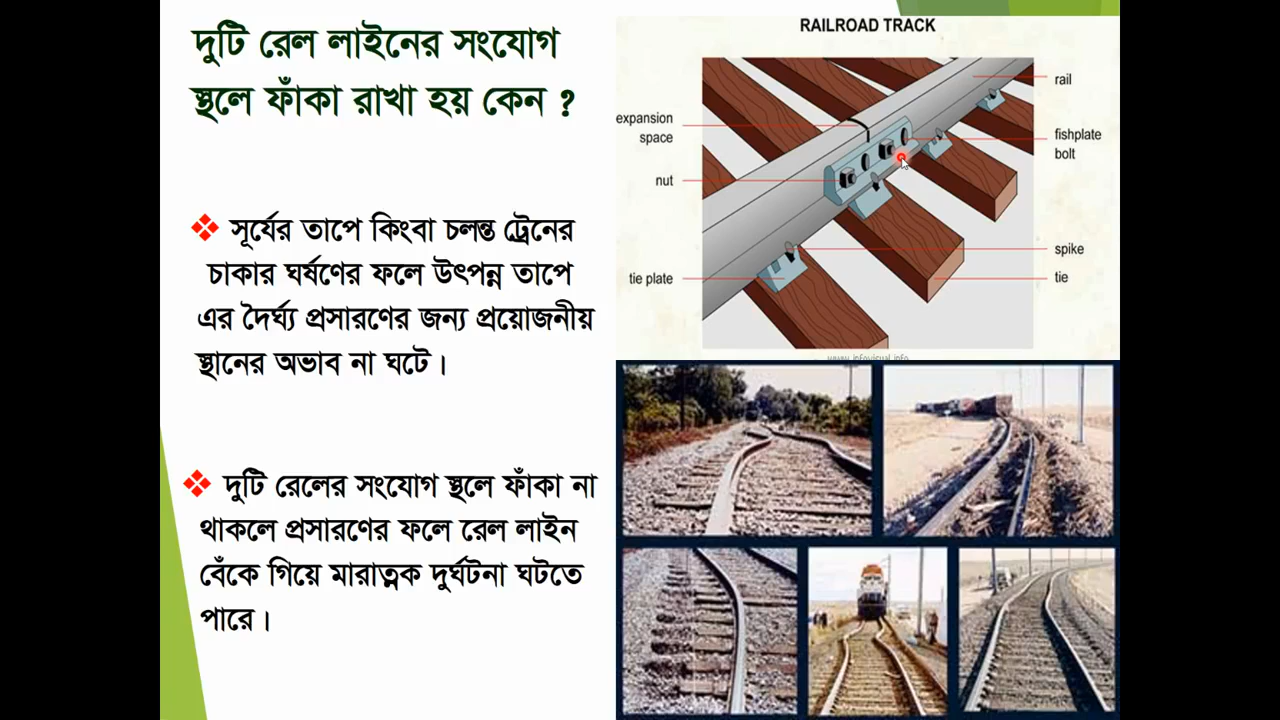 দুটি রেল লাইনের সংযোগ
স্থলে ফাঁকা রাখা হয় কেন ?
সূর্যের তাপে কিংবা চলন্ত ট্রেনের
চাকার ঘর্ষণের ফলে উৎপন্ন তাপে
এর দৈর্ঘ্য প্রসারণের জন্য প্রয়োজনীয়
স্থানের অভাব না ঘটে।
দুটি রেলের সংযোগ স্থলে ফাঁকা না
থাকলে প্রসারণের ফলে রেল লাইন
বেঁকে গিয়ে মারাত্নক দুর্ঘটনা ঘটতে
পারে।
RAILROAD TRACK
expansion
space
nut
tie plate
rail
fishplate
bolt
spike
tie